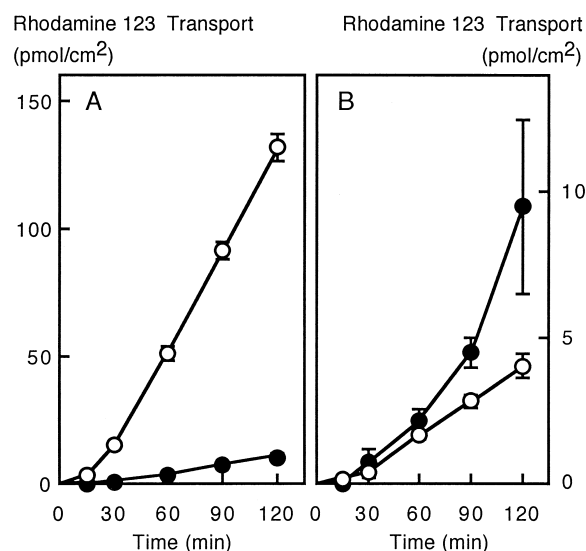 Rhodamine 123 Transport
(pmol/cm2)
Rhodamine 123 Transport
(pmol/cm2)
A
150
100
50
0
0 30 60 90 120
Time (min)
B
10
5
0
0 30 60 90 120
Time (min)